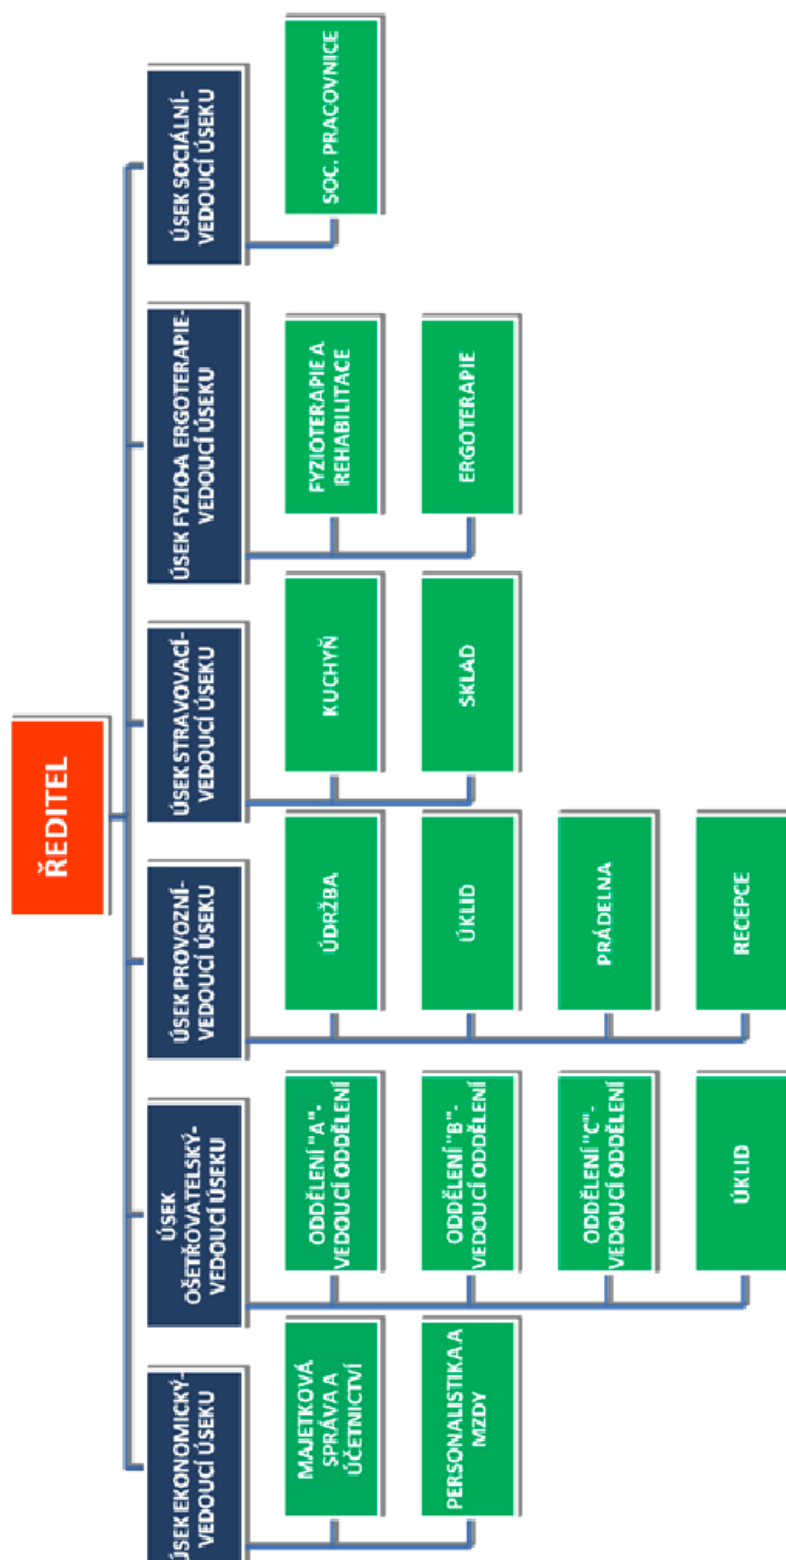 ŘEDITEL
ÚSEK EKONOMICKÝ-
VEDOUCÍ ÚSEKU
MAJETKOVÁ
SPRÁVA A
ÚČETNICTVÍ
PERSONALISTIKA A
MZDY
ÚSEK
OŠETŘOVATELSKÝ-
VEDOUCÍ ÚSEKU
ODDĚLENÍ "A"-
VEDOUCÍ ODDĚLENÍ
ODDĚLENÍ "B"-
VEDOUCÍ ODDĚLENÍ
ODDĚLENÍ "C"-
VEDOUCÍ ODDĚLENÍ
ÚKLID
ÚSEK PROVOZNÍ-
VEDOUCÍ ÚSEKU
ÚDRŽBA
ÚKLID
PRÁDELNA
RECEPCE
ÚSEK STRAVOVACÍ-
VEDOUCÍ ÚSEKU
KUCHYŇ
SKLAD
ÚSEK FYZIO-A ERGOTERAPIE-
VEDOUCÍ ÚSEKU
FYZIOTERAPIE A
REHABILITACE
ERGOTERAPIE
ÚSEK SOCIÁLNÍ-
VEDOUCÍ ÚSEKU
SOC. PRACOVNICE